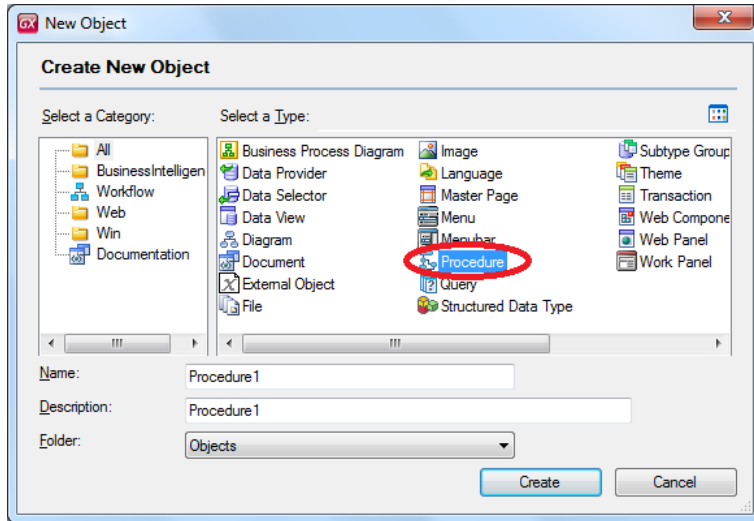 GX New Object
Create New Object
Select a Category:
Select a Type:
All
BusinessIntelligen
Workflow
Web
Win
Documentation
Business Process Diagram
Data Provider
Data Selector
Data View
Diagram
Document
External Object
File
Image
Language
Master Page
Menu
Menubar
Procedure
Query
Structured Data Type
Subtype Group
Theme
Transaction
Web Compone
Web Panel
Work Panel
Name:
Procedure1
Description:
Procedure1
Folder:
Objects
Create
Cancel